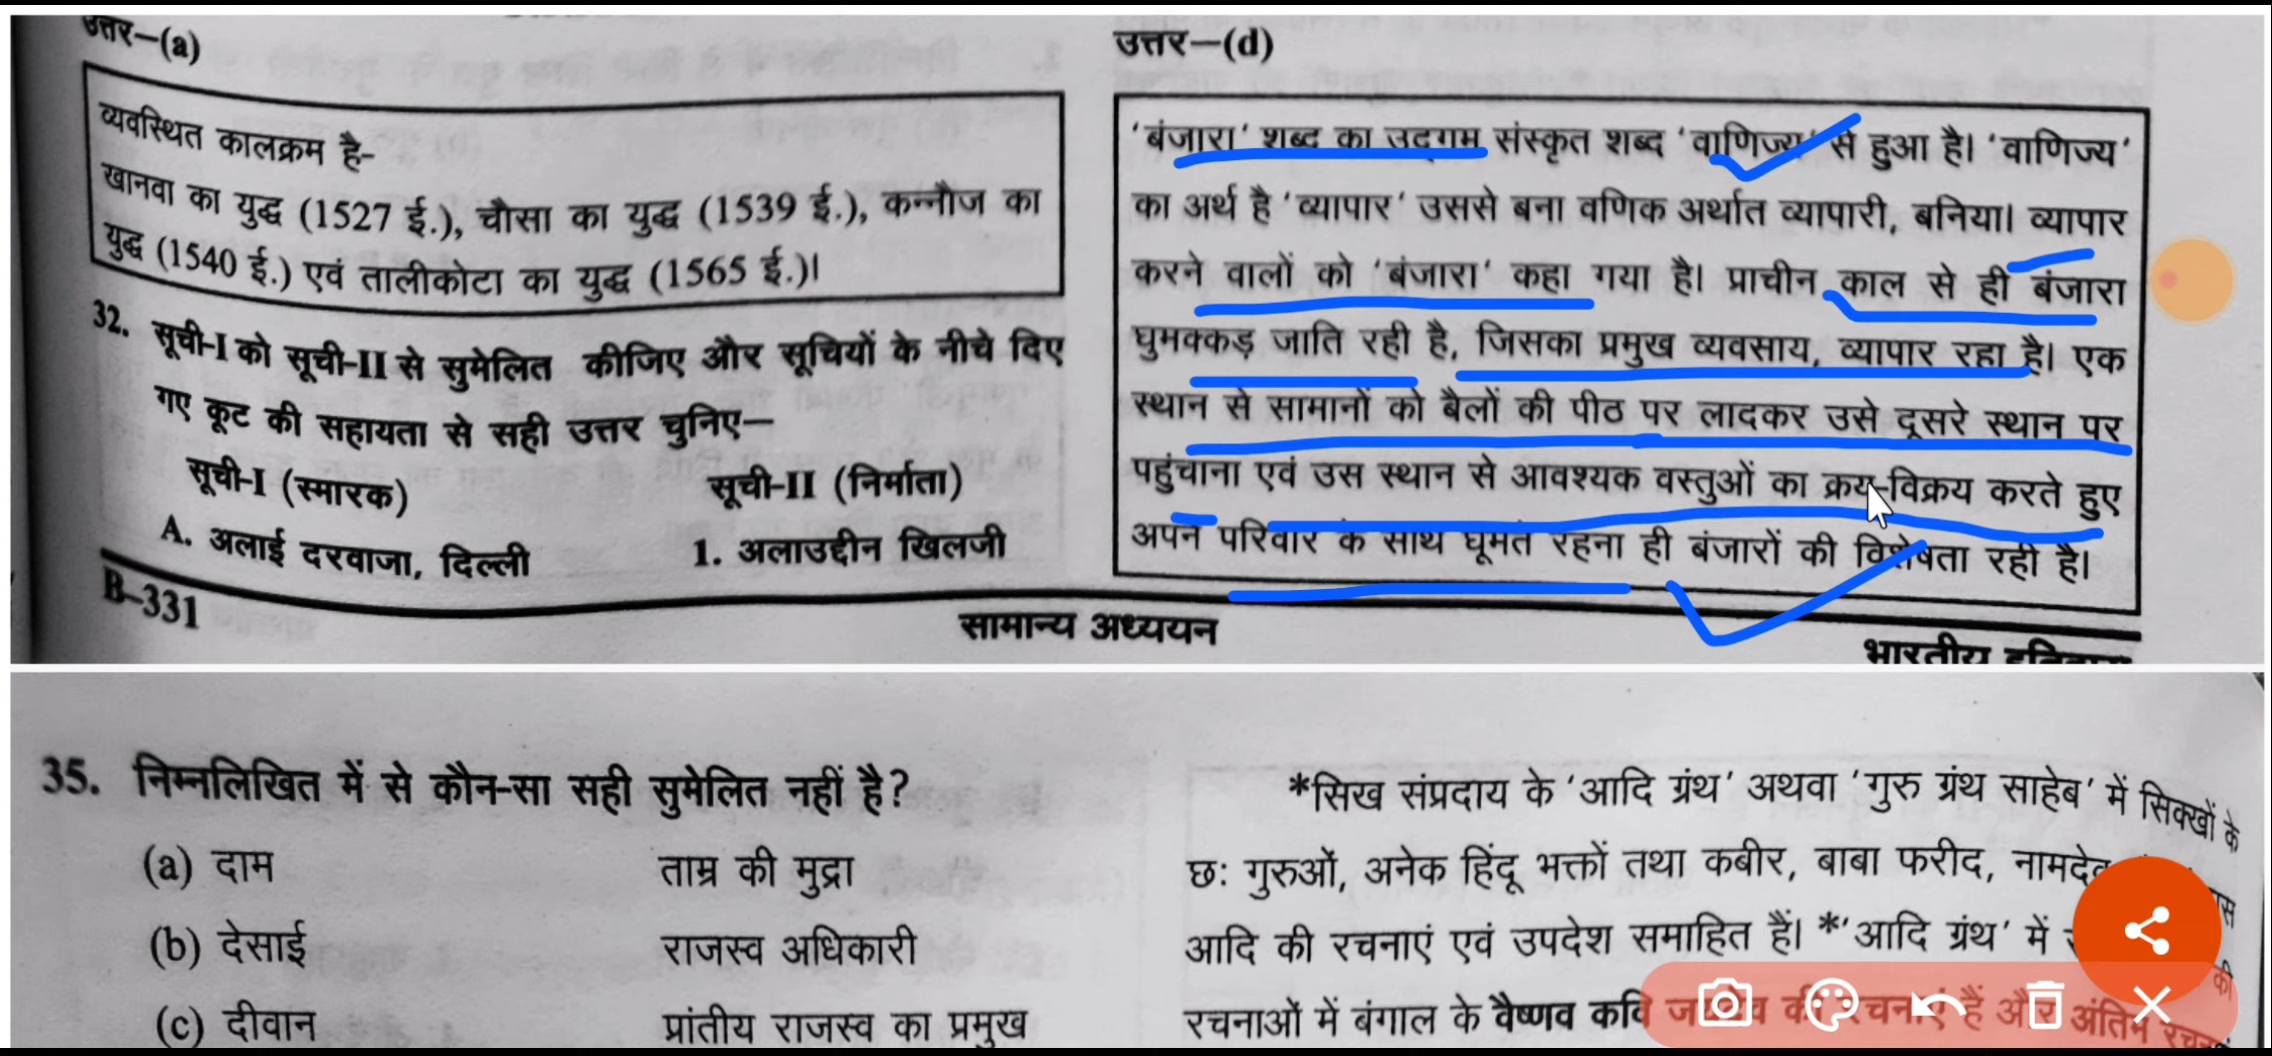 उत्तर–(a)
व्यवस्थित कालक्रम है-
खानवा का युद्ध (1527 ई.), चौसा का युद्ध (1539 ई.), कन्नौज का
युद्ध (1540 ई.) एवं तालीकोटा का युद्ध (1565 ई.)।
32. सूची-I को सूची-II से सुमेलित कीजिए और सूचियों के नीचे दिए
गए कूट की सहायता से सही उत्तर चुनिए–
सूची-I (स्मारक) सूची-II (निर्माता)
A. अलाई दरवाजा, दिल्ली 1. अलाउद्दीन खिलजी
उत्तर–(d)
'बंजारा' शब्द का उद्गम संस्कृत शब्द 'वाणिज्य' से हुआ है। 'वाणिज्य'
का अर्थ है 'व्यापार' उससे बना वणिक अर्थात व्यापारी, बनिया। व्यापार
करने वालों को 'बंजारा' कहा गया है। प्राचीन काल से ही बंजारा
घुमक्कड़ जाति रही है, जिसका प्रमुख व्यवसाय, व्यापार रहा है। एक
स्थान से सामानों को बैलों की पीठ पर लादकर उसे दूसरे स्थान पर
पहुंचाना एवं उस स्थान से आवश्यक वस्तुओं का क्रय-विक्रय करते हुए
अपने परिवार के साथ घूमते रहना ही बंजारों की विशेषता रही है।
B–331 सामान्य अध्ययन भारतीय इतिहास
35. निम्नलिखित में से कौन-सा सही सुमेलित नहीं है?
(a) दाम ताम्र की मुद्रा
(b) देसाई राजस्व अधिकारी
(c) दीवान प्रांतीय राजस्व का प्रमुख
*सिख संप्रदाय के 'आदि ग्रंथ' अथवा 'गुरु ग्रंथ साहेब' में सिक्खों के
छः गुरुओं, अनेक हिंदू भक्तों तथा कबीर, बाबा फरीद, नामदेव
आदि की रचनाएं एवं उपदेश समाहित हैं। *'आदि ग्रंथ' में की
रचनाओं में बंगाल के वैष्णव कवि जयदेव की रचनाएं हैं और अंतिम